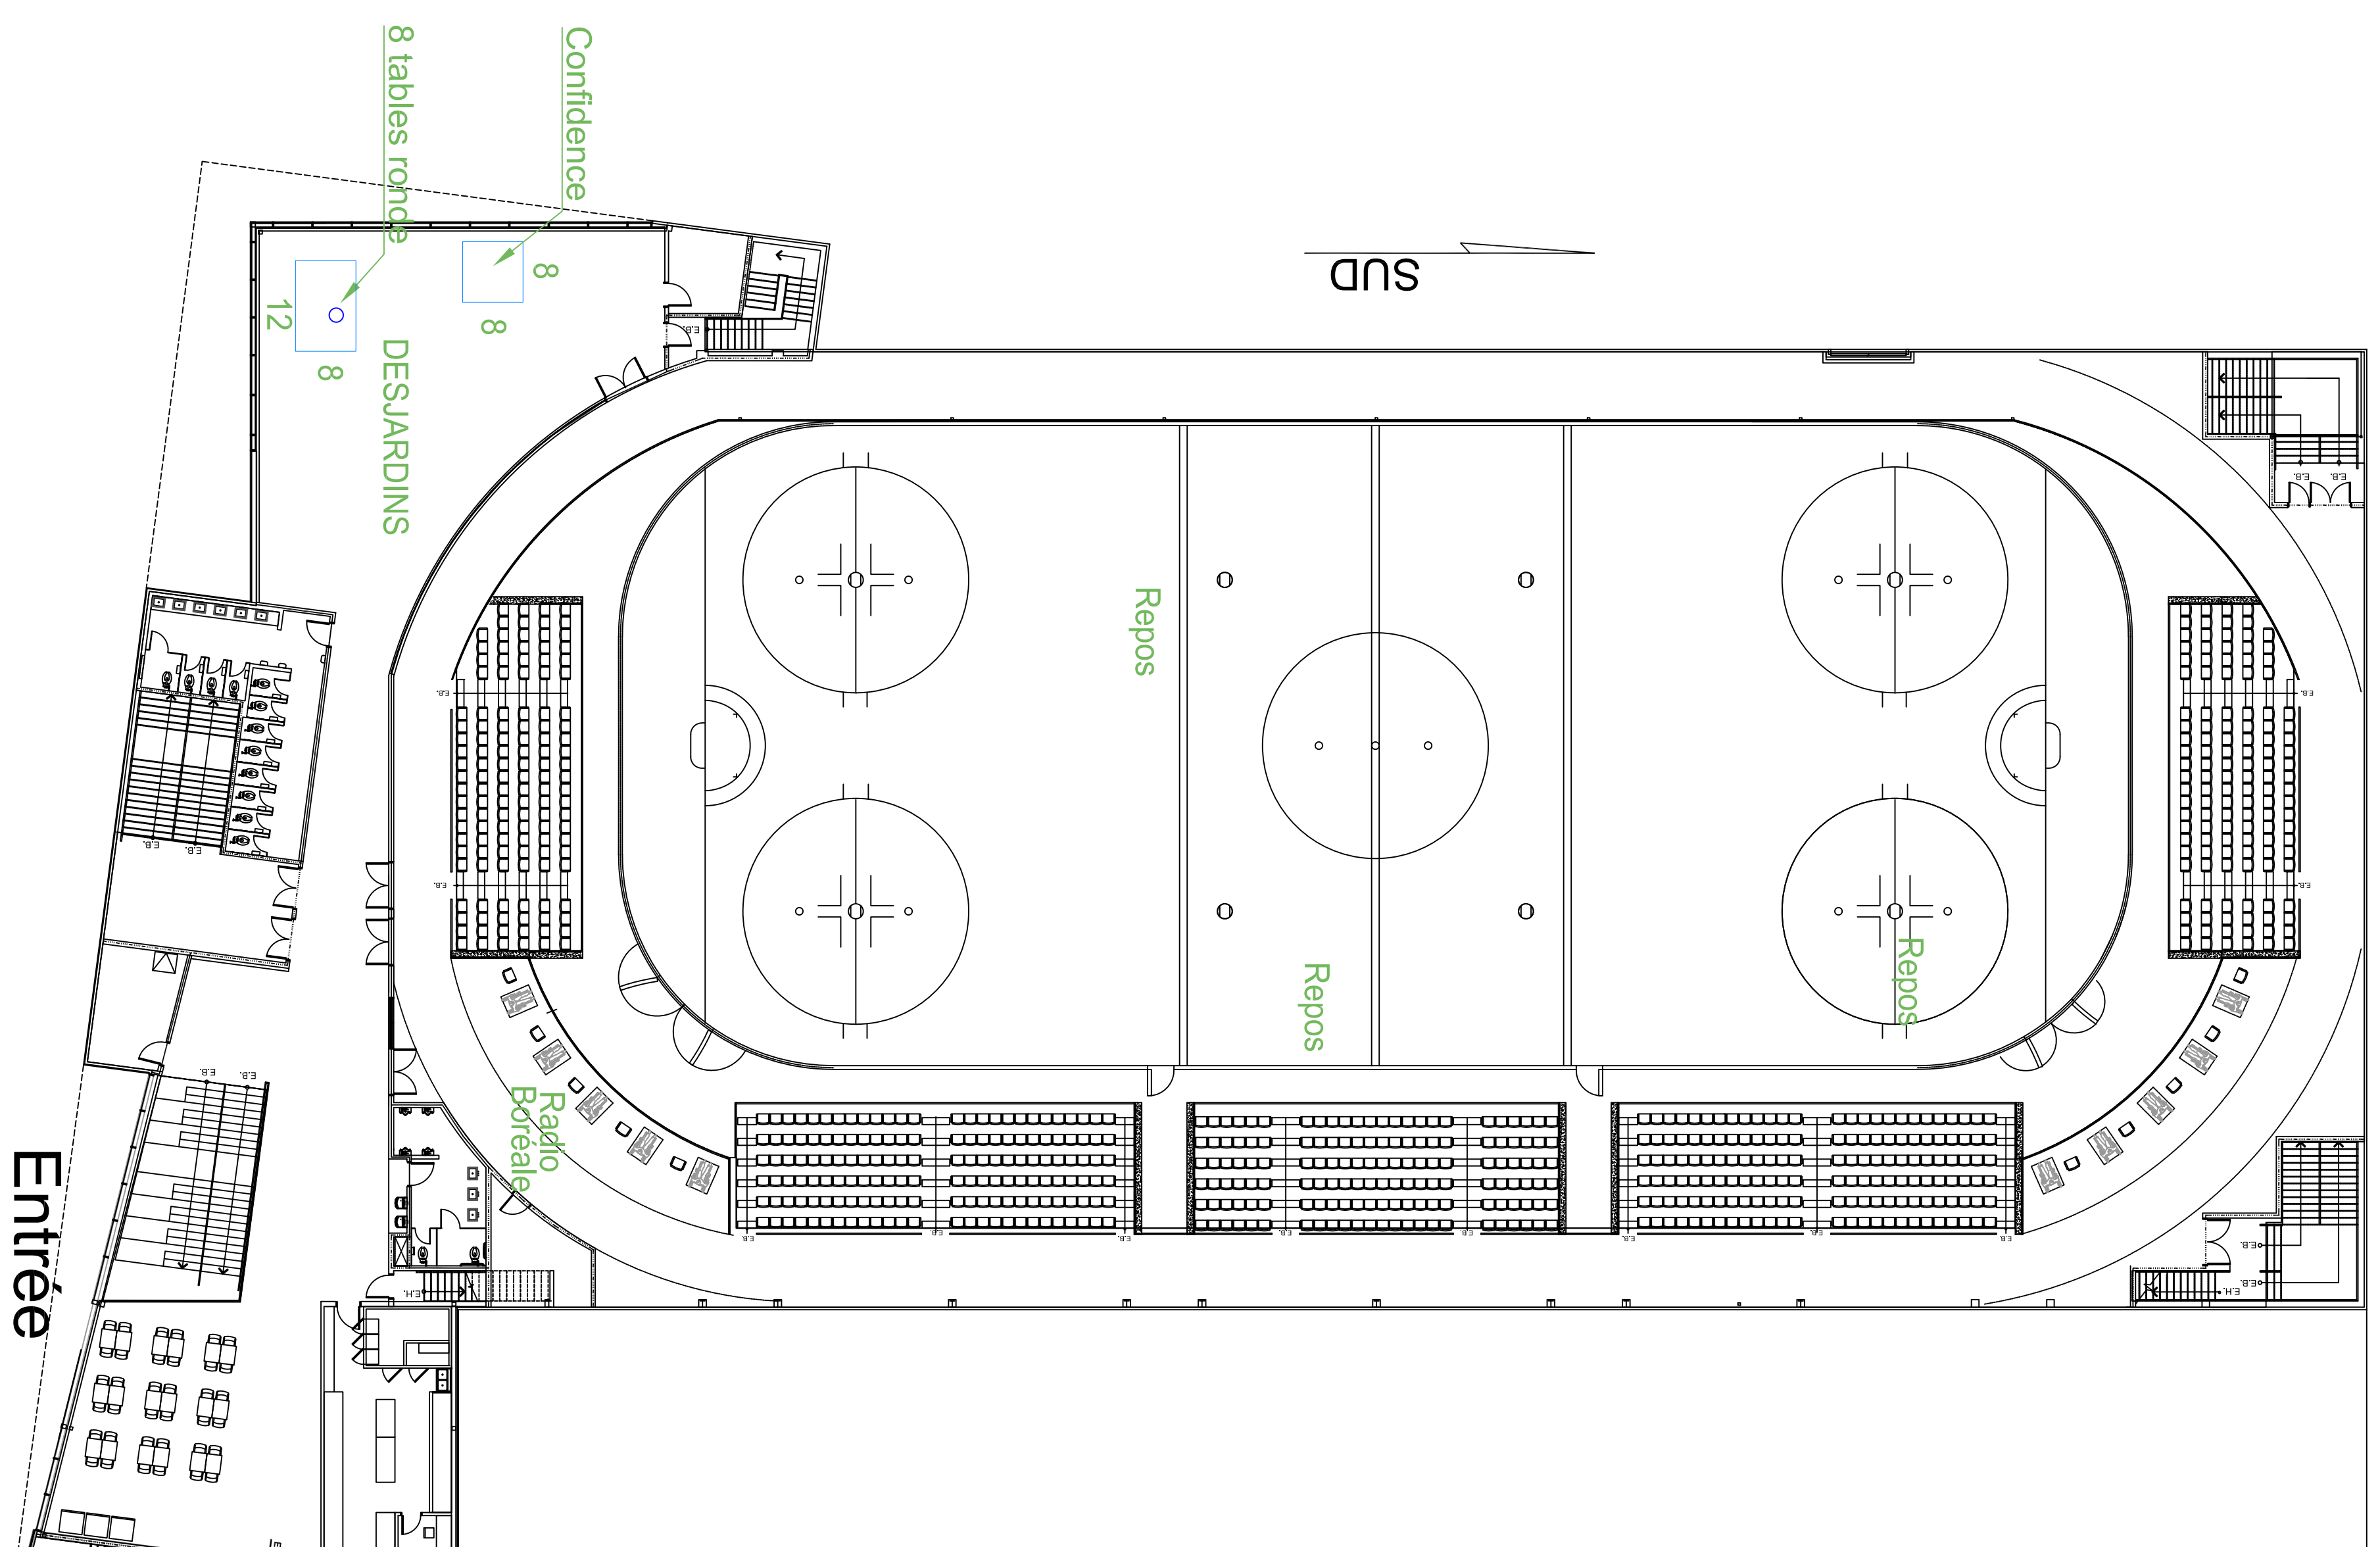 8 tables ronde
Confidence
8
8
12
8
DESJARDINS
SUD
E.B.
E.B.
E.B.
Repos
E.B.
E.B.
E.B.
E.B.
E.B.
E.B.
Repos
Repos
E.B.
E.B.
Radio
Boréale
Entrée
E.B.
E.B.
E.B.
E.B.
E.B.
E.B.
E.B.
E.B.
E.B.
E.B.
E.H.
E.H.